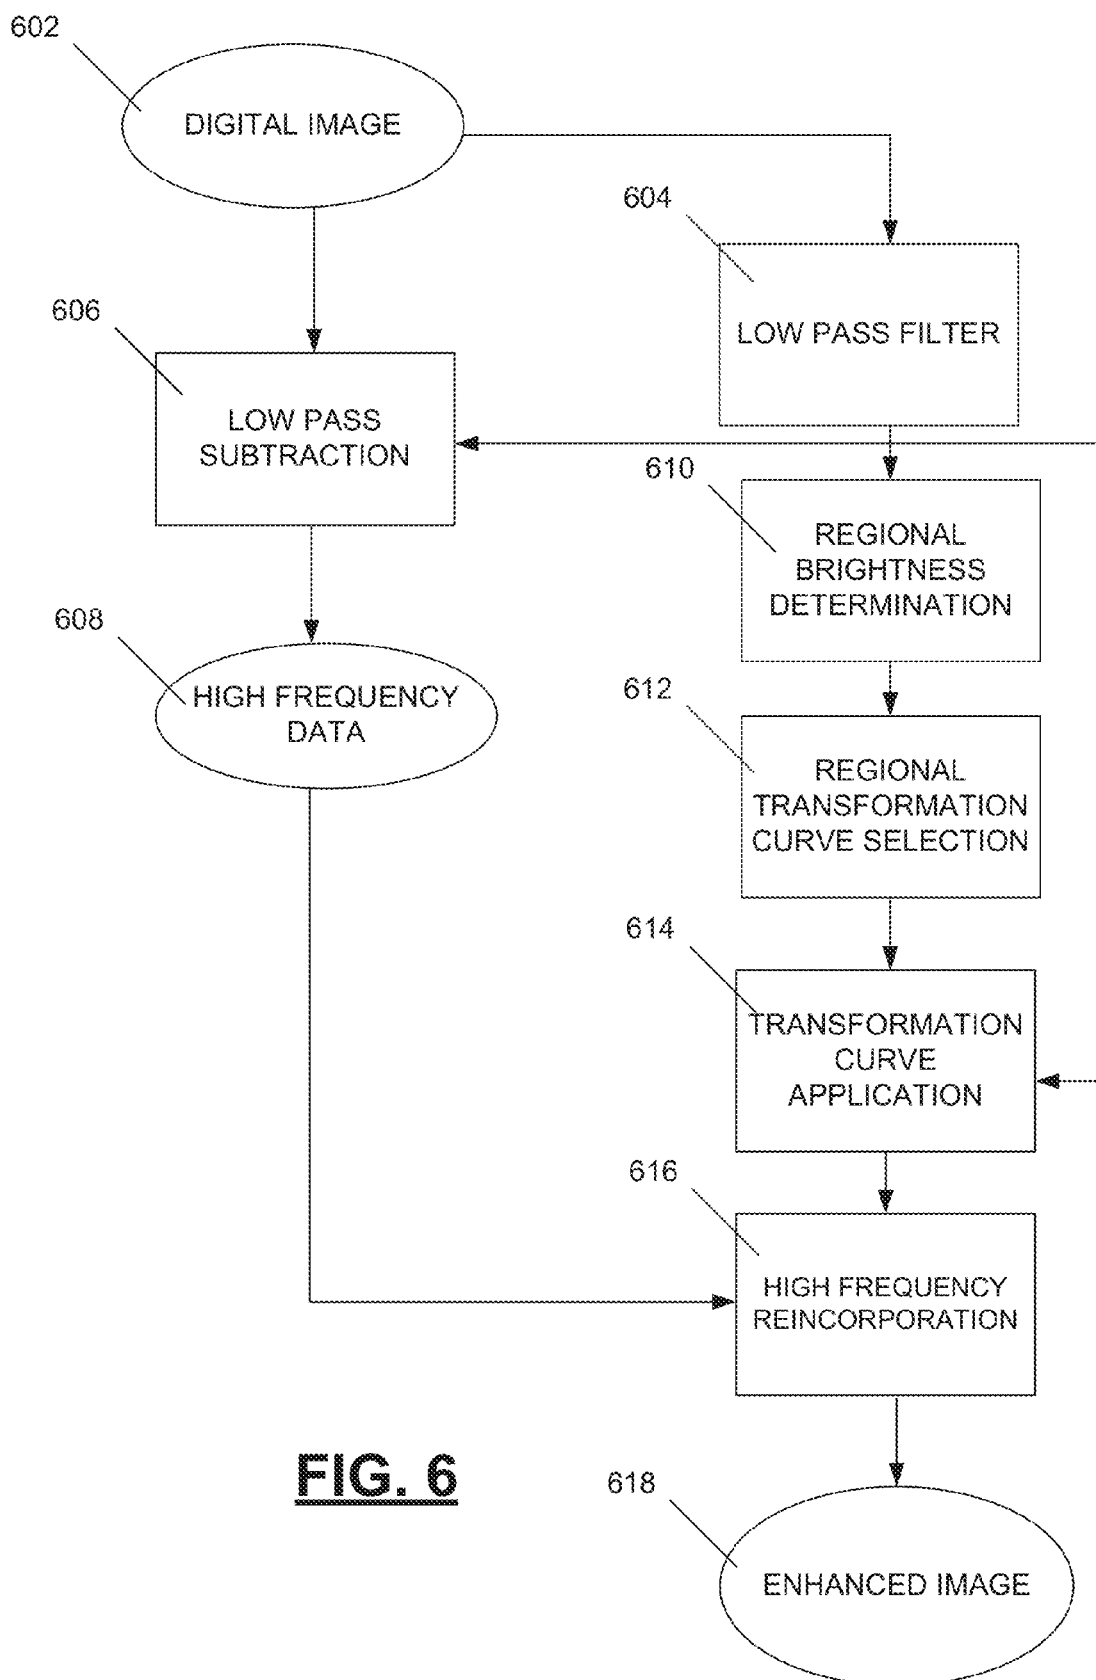 602
DIGITAL IMAGE
604
LOW PASS FILTER
606
LOW PASS
SUBTRACTION
610
REGIONAL
BRIGHTNESS
DETERMINATION
608
HIGH FREQUENCY
DATA
612
REGIONAL
TRANSFORMATION
CURVE SELECTION
614
TRANSFORMATION
CURVE
APPLICATION
616
HIGH FREQUENCY
REINCORPORATION
FIG. 6
618
ENHANCED IMAGE